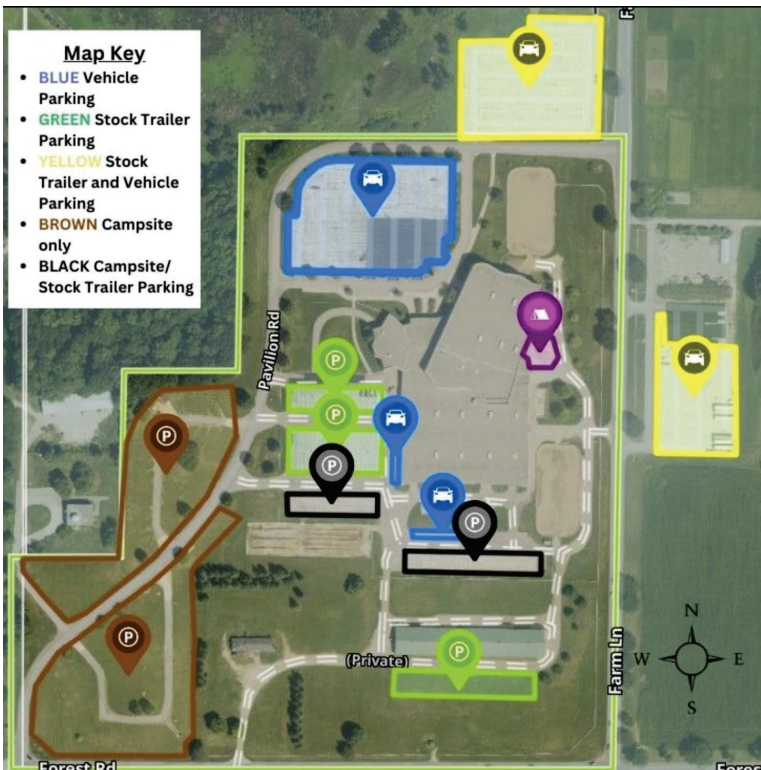 Map Key
• BLUE Vehicle
Parking
• GREEN Stock Trailer
Parking
• YELLOW Stock
Trailer and Vehicle
Parking
• BROWN Campsite
only
• BLACK Campsite/
Stock Trailer Parking
Pavilion Rd
P
P
P
P
P
P
P
(Private)
Farm Ln
N
W E
S
Forest Rd